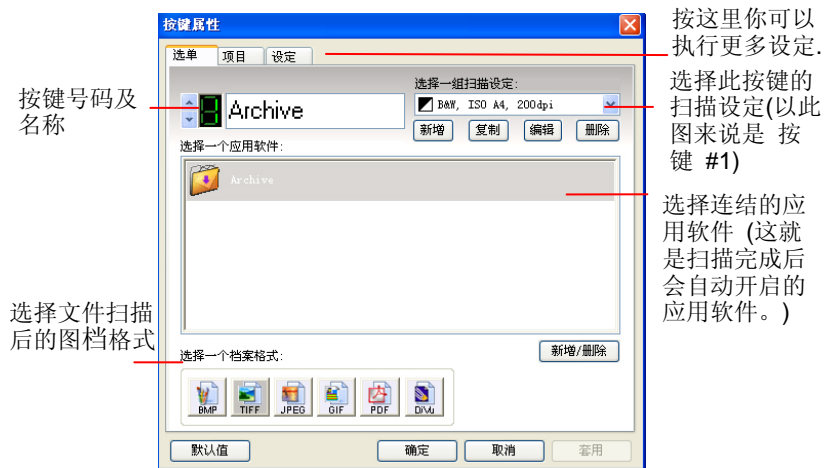 按键属性
选单 项目 设定
按这里你可以
执行更多设定.
按键号码及
名称
Archive
选择一组扫描设定:
B&W, ISO A4, 200dpi
新增 复制 编辑 删除
选择此按键的
扫描设定(以此
图来说是 按
键 #1)
选择一个应用软件:
Archive
选择连结的应
用软件 (这就
是扫描完成后
会自动开启的
应用软件。)
选择文件扫描
后的图档格式
新增/删除
选择一个档案格式:
BMP TIFF JPEG GIF PDF DjVu
默认值 确定 取消 套用